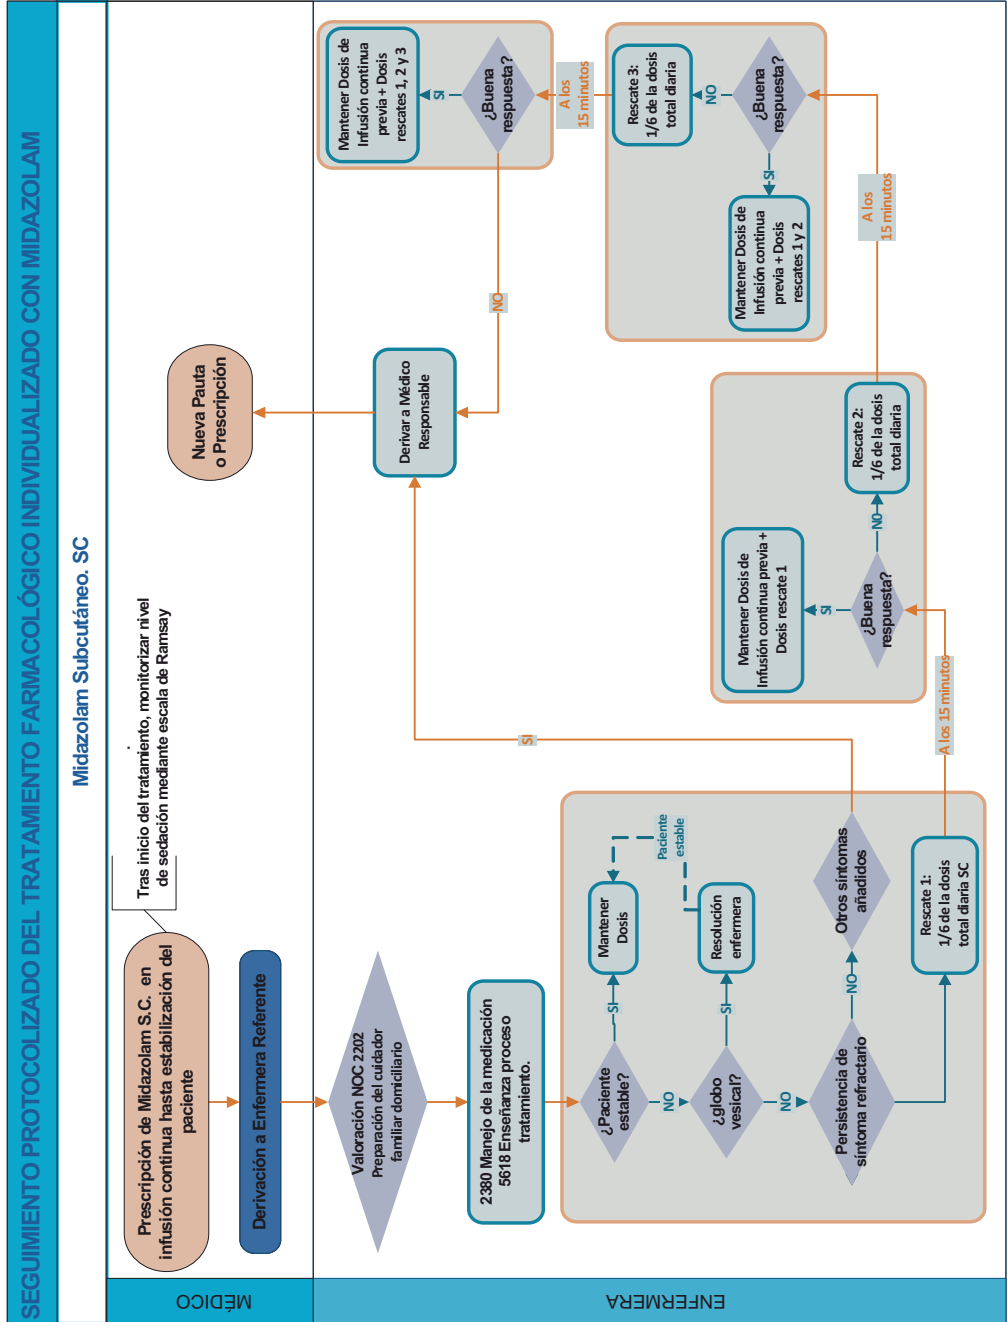 SEGUIMIENTO PROTOCOLIZADO DEL TRATAMIENTO FARMACOLÓGICO INDIVIDUALIZADO CON MIDAZOLAM
Midazolam Subcutáneo. SC
MÉDICO
Prescripción de Midazolam S.C. en
infusión continua hasta estabilización del
paciente
Tras inicio del tratamiento, monitorizar nivel
de sedación mediante escala de Ramsay
Derivación a Enfermera Referente
Nueva Pauta
o Prescripción
ENFERMERA
Valoración NOC 2202
Preparación del cuidador
familiar domiciliario
2380 Manejo de la medicación
5618 Enseñanza proceso
tratamiento.
¿Paciente
estable?
SI
Mantener
Dosis
NO
¿globo
vesical?
SI
Resolución
enfermera
Paciente
estable
NO
Persistencia de
síntoma refractario
NO
Otros síntomas
añadidos
SI
Derivar a Médico
Responsable
Rescate 1:
1/6 de la dosis
total diaria SC
A los 15 minutos
¿Buena
respuesta?
SI
Mantener Dosis de
Infusión continua previa +
Dosis rescate 1
NO
Rescate 2:
1/6 de la dosis
total diaria
A los
15 minutos
¿Buena
respuesta?
SI
Mantener Dosis de
Infusión continua
previa + Dosis
rescates 1 y 2
NO
Rescate 3:
1/6 de la dosis
total diaria
A los
15 minutos
¿Buena
respuesta?
SI
Mantener Dosis de
Infusión continua
previa + Dosis
rescates 1, 2 y 3
NO